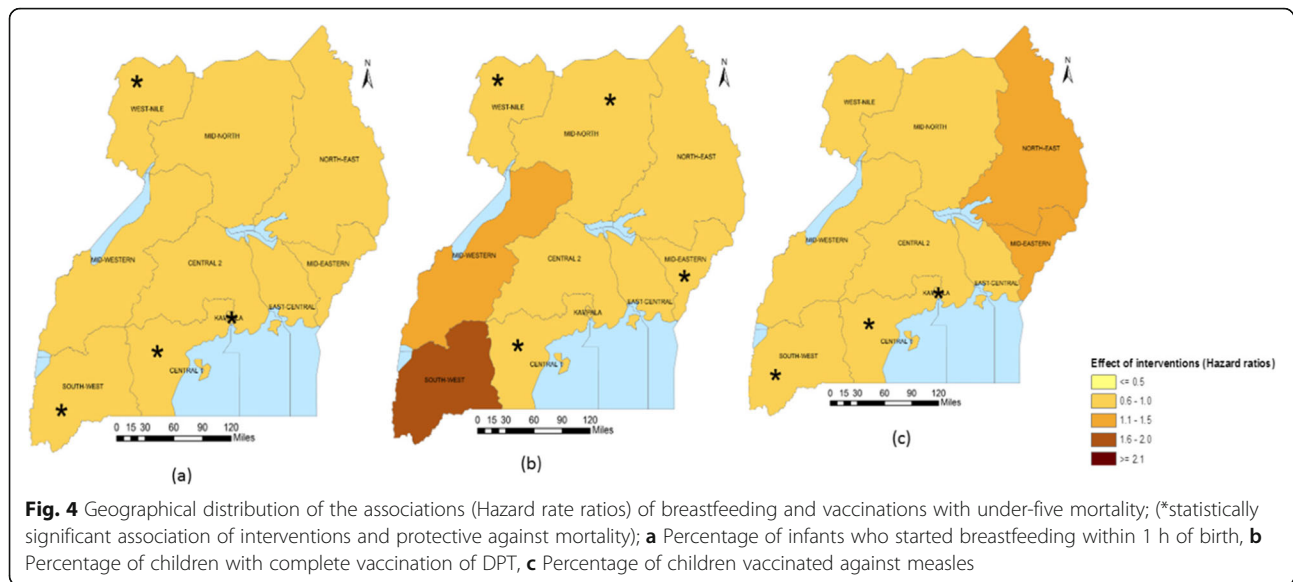 N
*
WEST-NILE
MID-NORTH
NORTH-EAST
MID-WESTERN
CENTRAL 2
MID-EASTERN
EAST-CENTRAL
KAMPALA
*
*
CENTRAL 1
SOUTH-WEST
*
0 15 30 60 90 120
Miles
(a)
N
*
WEST-NILE
*
MID-NORTH
NORTH-EAST
MID-WESTERN
CENTRAL 2
MID-EASTERN
*
EAST-CENTRAL
KAMPALA
*
CENTRAL 1
SOUTH-WEST
0 15 30 60 90 120
Miles
(b)
N
WEST-NILE
MID-NORTH
NORTH-EAST
MID-WESTERN
CENTRAL 2
MID-EASTERN
EAST-CENTRAL
KAMPALA
*
*
CENTRAL 1
SOUTH-WEST
*
0 15 30 60 90 120
Miles
(c)
Effect of interventions (Hazard ratios)
<= 0.5
0.6 - 1.0
1.1 - 1.5
1.6 - 2.0
>= 2.1
Fig. 4 Geographical distribution of the associations (Hazard rate ratios) of breastfeeding and vaccinations with under-five mortality; (*statistically
significant association of interventions and protective against mortality); a Percentage of infants who started breastfeeding within 1 h of birth, b
Percentage of children with complete vaccination of DPT, c Percentage of children vaccinated against measles